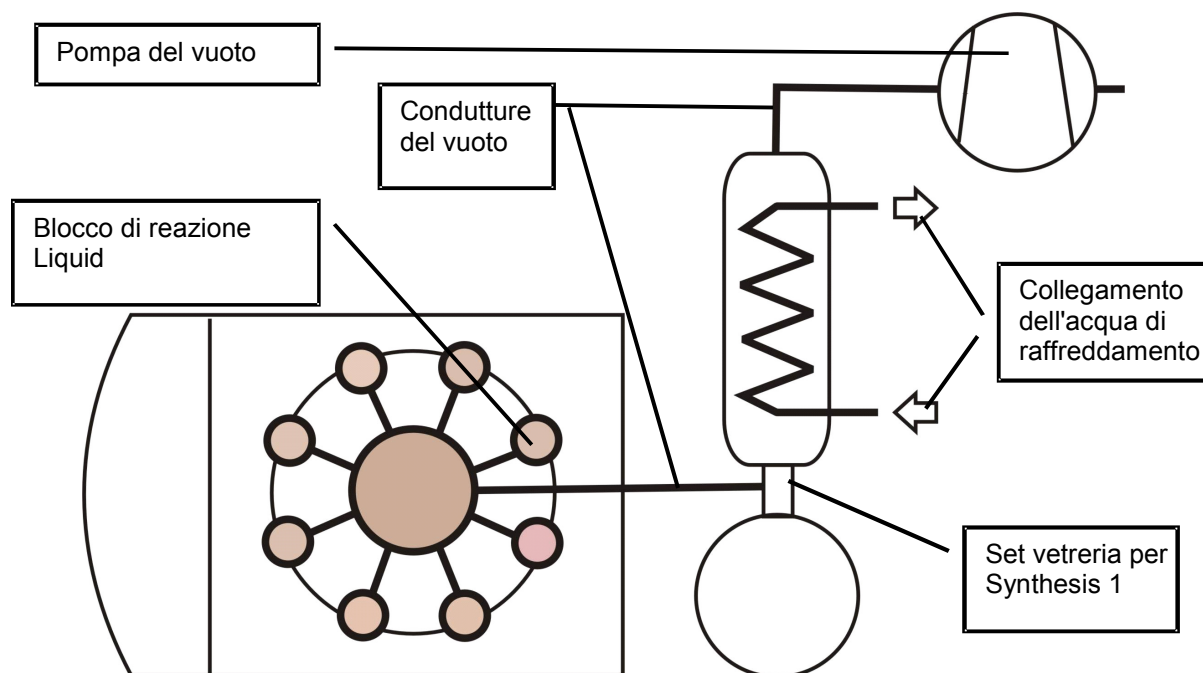 Pompa del vuoto
Condutture
del vuoto
Blocco di reazione
Liquid
Collegamento
dell'acqua di
raffreddamento
Set vetreria per
Synthesis 1